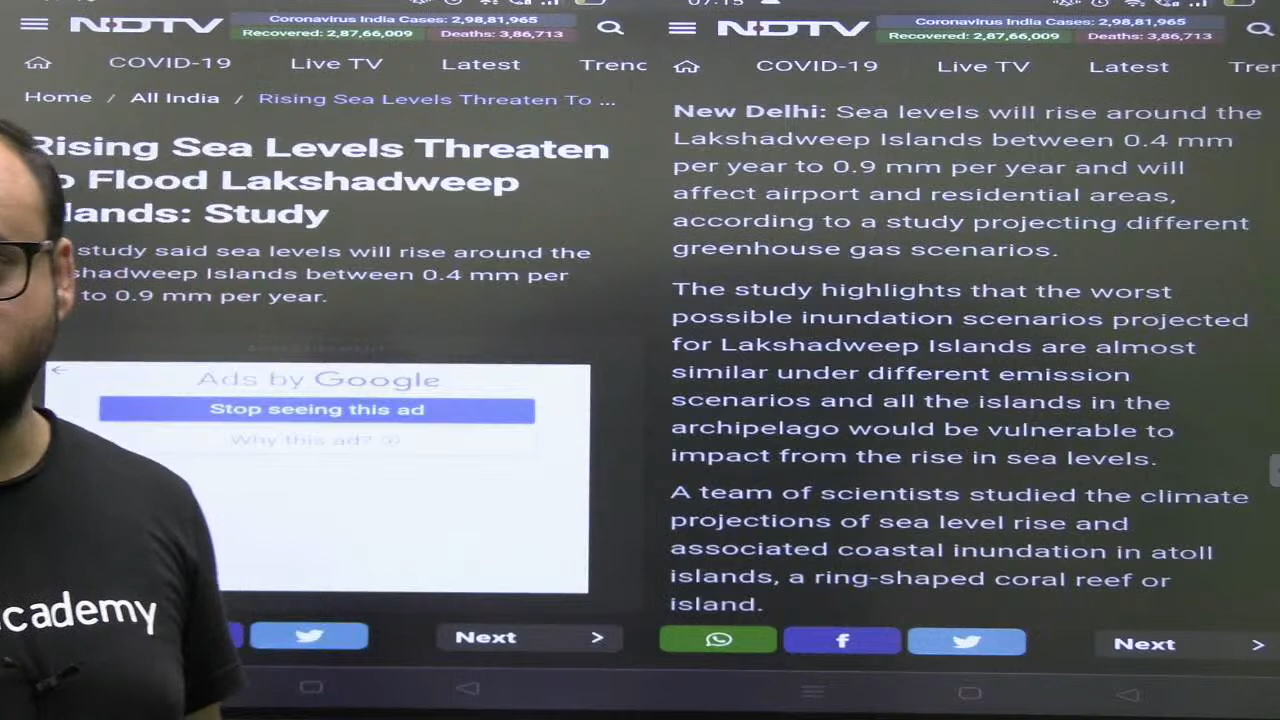 NDTV
Coronavirus India Cases: 2,98,81,965
Recovered: 2,87,66,009 Deaths: 3,86,713
COVID-19 Live TV Latest Trenc
Home / All India / Rising Sea Levels Threaten To ...
Rising Sea Levels Threaten
o Flood Lakshadweep
lands: Study
study said sea levels will rise around the
shadweep Islands between 0.4 mm per
to 0.9 mm per year.
Ads by Google
Stop seeing this ad
Why this ad?
Next >
07:15
NDTV
Coronavirus India Cases: 2,98,81,965
Recovered: 2,87,66,009 Deaths: 3,86,713
COVID-19 Live TV Latest Trer
New Delhi: Sea levels will rise around the
Lakshadweep Islands between 0.4 mm
per year to 0.9 mm per year and will
affect airport and residential areas,
according to a study projecting different
greenhouse gas scenarios.
The study highlights that the worst
possible inundation scenarios projected
for Lakshadweep Islands are almost
similar under different emission
scenarios and all the islands in the
archipelago would be vulnerable to
impact from the rise in sea levels.
A team of scientists studied the climate
projections of sea level rise and
associated coastal inundation in atoll
islands, a ring-shaped coral reef or
island.
f
Next >
cademy